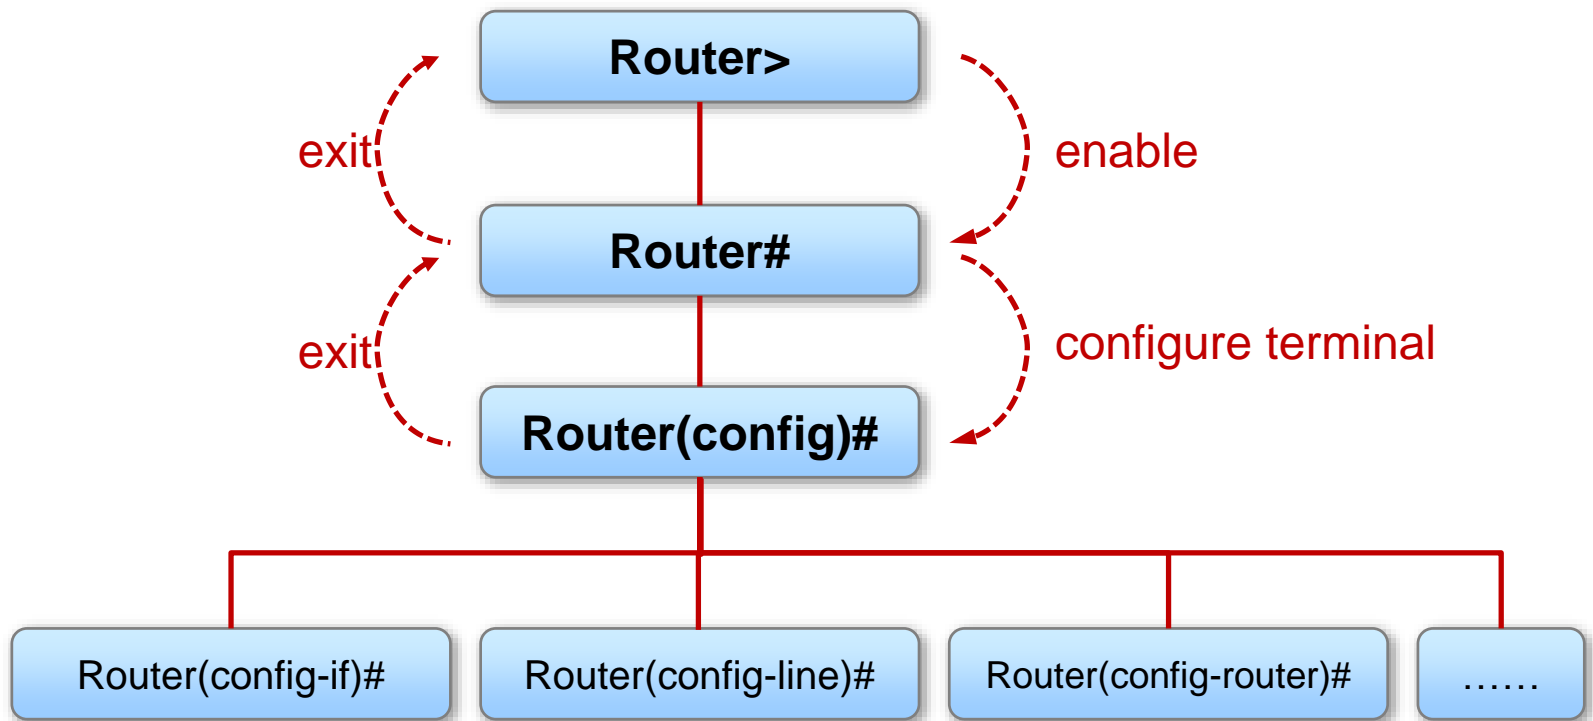 Router>
exit
enable
Router#
exit
configure terminal
Router(config)#
Router(config-if)#
Router(config-line)#
Router(config-router)#
......